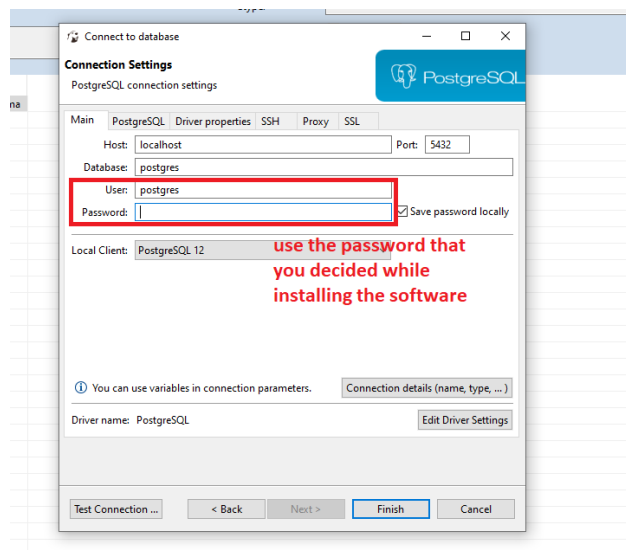 Connect to database
Connection Settings
PostgreSQL connection settings
PostgreSQL
ma
Main PostgreSQL Driver properties SSH Proxy SSL
Host: localhost Port: 5432
Database: postgres
User: postgres
Password: Save password locally
Local Client: PostgreSQL 12
use the password that
you decided while
installing the software
You can use variables in connection parameters. Connection details (name, type, ... )
Driver name: PostgreSQL Edit Driver Settings
Test Connection ... < Back Next > Finish Cancel